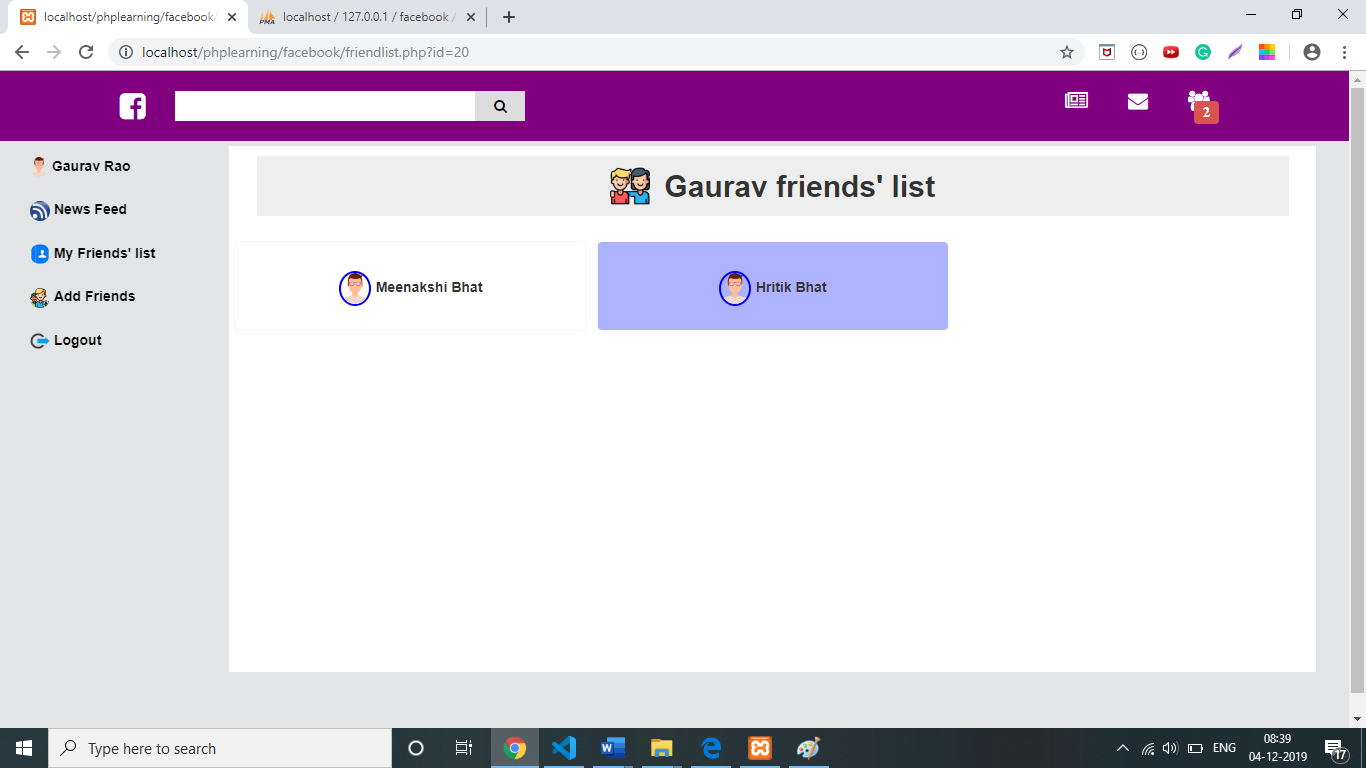 localhost/phplearning/facebook/
localhost / 127.0.0.1 / facebook /
localhost/phplearning/facebook/friendlist.php?id=20
2
Gaurav Rao
News Feed
My Friends' list
Add Friends
Logout
Gaurav friends' list
Meenakshi Bhat
Hritik Bhat
Type here to search
ENG
08:39
04-12-2019
17